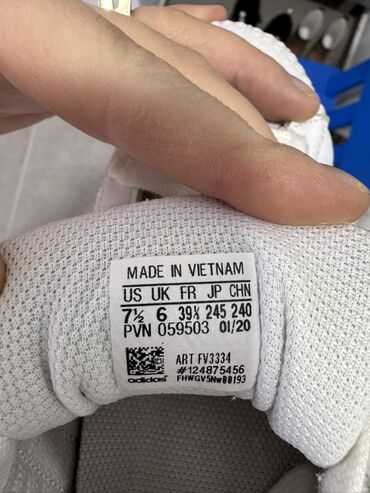 MADE IN VIETNAM
US UK FR JP CHN
7½ 6 39⅓ 245 240
PVN 059503 01/20
ART FV3334
#124875456
adidas